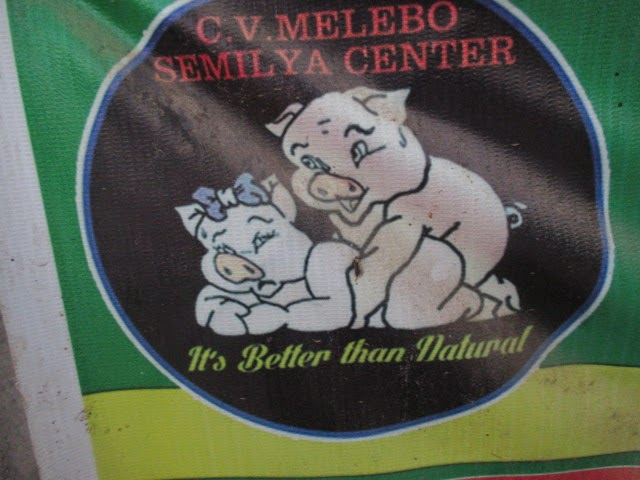 C.V.MELEBO
SEMILYA CENTER
It's Better than Natural